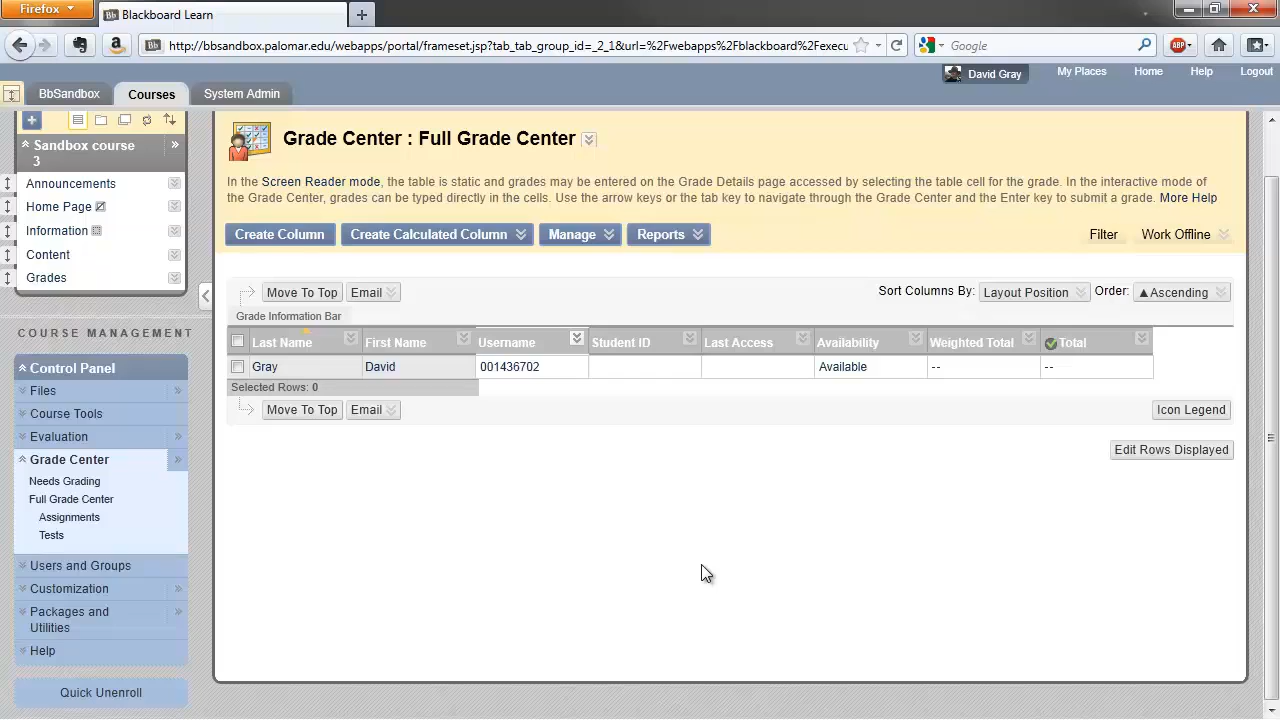 Firefox
Blackboard Learn
http://bbsandbox.palomar.edu/webapps/portal/frameset.jsp?tab_tab_group_id=_2_1&url=%2Fwebapps%2Fblackboard%2Fexecu
Google
ABP
David Gray
My Places
Home
Help
Logout
BbSandbox
Courses
System Admin
Sandbox course 3
Announcements
Home Page
Information
Content
Grades
COURSE MANAGEMENT
Control Panel
Files
Course Tools
Evaluation
Grade Center
Needs Grading
Full Grade Center
Assignments
Tests
Users and Groups
Customization
Packages and
Utilities
Help
Quick Unenroll
Grade Center : Full Grade Center
In the Screen Reader mode, the table is static and grades may be entered on the Grade Details page accessed by selecting the table cell for the grade. In the interactive mode of
the Grade Center, grades can be typed directly in the cells. Use the arrow keys or the tab key to navigate through the Grade Center and the Enter key to submit a grade. More Help
Create Column Create Calculated Column Manage Reports Filter Work Offline
Move To Top Email Sort Columns By: Layout Position Order: ▲Ascending
Grade Information Bar
Last Name First Name Username Student ID Last Access Availability Weighted Total Total
Gray David 001436702 Available -- --
Selected Rows: 0
Move To Top Email Icon Legend
Edit Rows Displayed